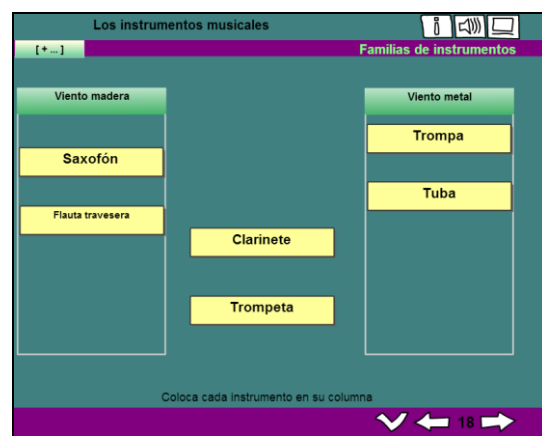 Los instrumentos musicales
[ + ... ]
Familias de instrumentos
Viento madera
Viento metal
Trompa
Saxofón
Tuba
Flauta travesera
Clarinete
Trompeta
Coloca cada instrumento en su columna
18